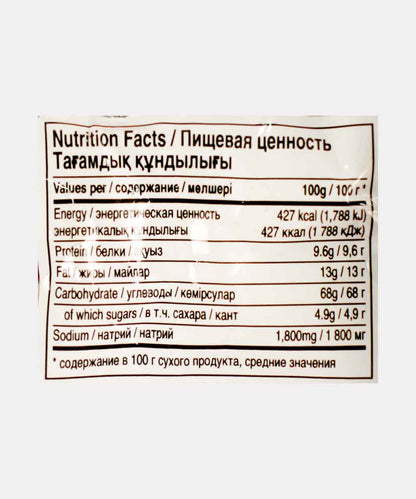 Nutrition Facts / Пищевая ценность
Тағамдық құндылығы
Values per / содержание / мөлшері 100g / 100 г*
Energy / энергетическая ценность 427 kcal (1,788 kJ)
энергетикалық құндылығы 427 ккал (1 788 кДж)
Protein / белки / ақуыз 9.6g / 9,6 г
Fat / жиры / майлар 13g / 13 г
Carbohydrate / углеводы / көмірсулар 68g / 68 г
of which sugars / в т.ч. сахара / кант 4.9g / 4,9 г
Sodium / натрий / натрий 1,800mg / 1 800 мг
* содержание в 100 г сухого продукта, средние значения